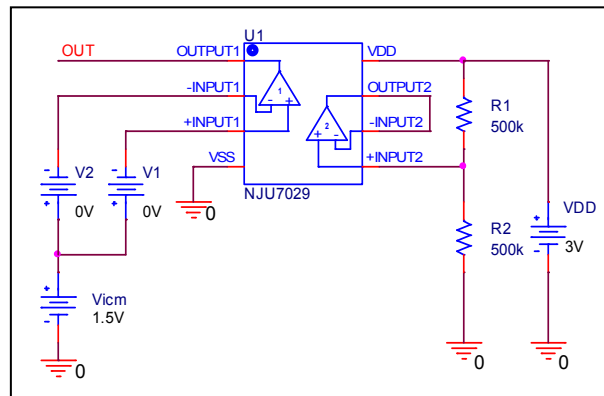 U1
OUT
OUTPUT1
VDD
-INPUT1
OUTPUT2
1
- +
R1
500k
+INPUT1
2
+ -
-INPUT2
VSS
+INPUT2
0
NJU7029
V2
0V
V1
0V
R2
500k
VDD
3V
Vicm
1.5V
0
0
0